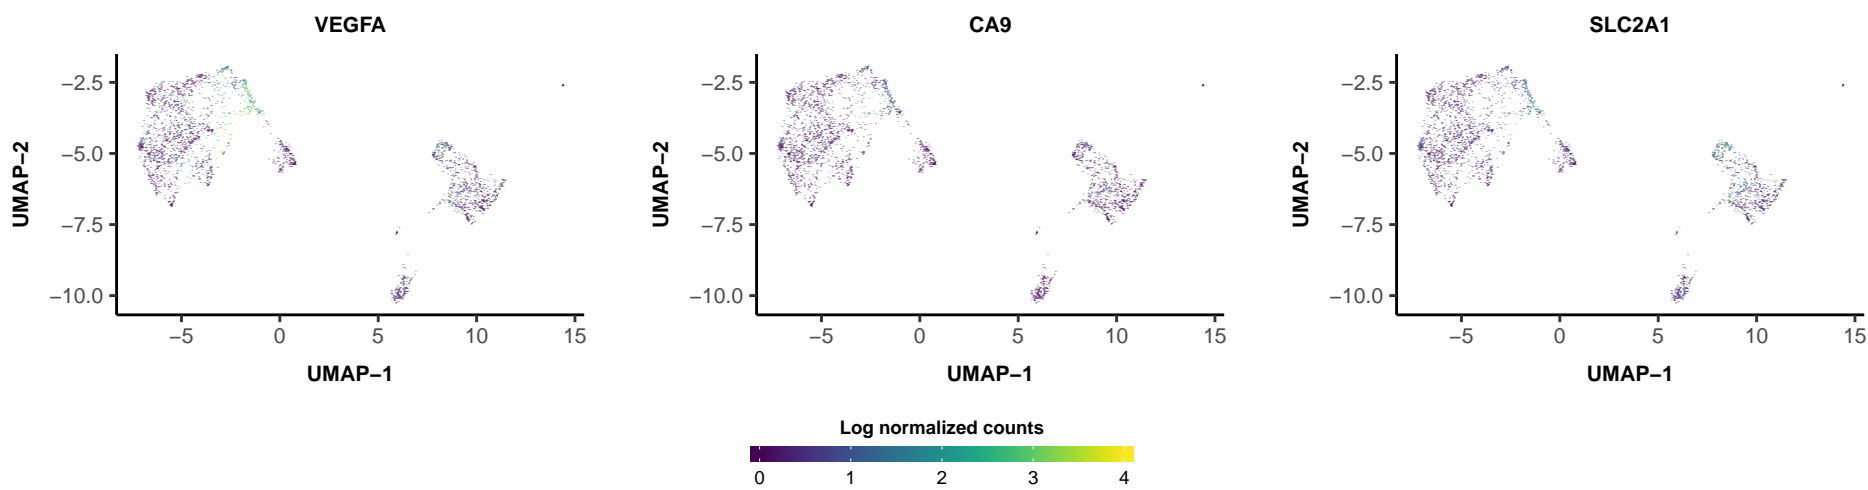 VEGFA
−2.5
−5.0
−7.5
−10.0
UMAP−2
−5 0 5 10 15
UMAP−1
CA9
−2.5
−5.0
−7.5
−10.0
UMAP−2
−5 0 5 10 15
UMAP−1
SLC2A1
−2.5
−5.0
−7.5
−10.0
UMAP−2
−5 0 5 10 15
UMAP−1
Log normalized counts
0 1 2 3 4